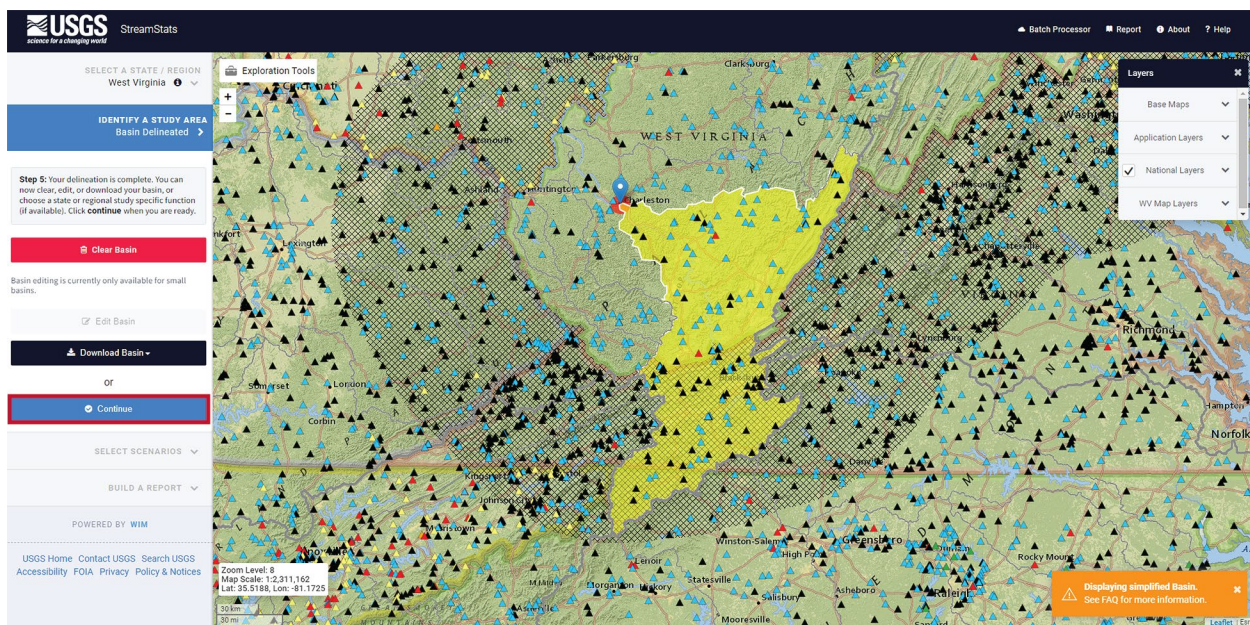 USGS
science for a changing world
StreamStats
Batch Processor
Report
About
? Help
SELECT A STATE / REGION
West Virginia
IDENTIFY A STUDY AREA
Basin Delineated
Step 5: Your delineation is complete. You can
now clear, edit, or download your basin, or
choose a state or regional study specific function
(if available). Click continue when you are ready.
Clear Basin
Basin editing is currently only available for small
basins.
Edit Basin
Download Basin
or
Continue
SELECT SCENARIOS
BUILD A REPORT
POWERED BY WIM
USGS Home Contact USGS Search USGS
Accessibility FOIA Privacy Policy & Notices
Exploration Tools
+
−
Layers
Base Maps
Application Layers
National Layers
WV Map Layers
Parkersburg
Clarksburg
WEST VIRGINIA
Ashland
Huntington
Charleston
Lexington
Richmond
Somerset
London
Corbin
Lynchburg
Danville
Hampton
Norfolk
Kingsport
Johnson City
Morristown
Winston-Salem
High Po
Greensboro
Durham
Rocky Mount
Lenoir
Hickory
Morganton
Statesville
Salisbury
Asheboro
Raleigh
Asheville
Mooresville
Zoom Level: 8
Map Scale: 1:2,311,162
Lat: 35.5188, Lon: -81.1725
30 km
30 mi
Displaying simplified Basin.
See FAQ for more information.
Leaflet | Esri